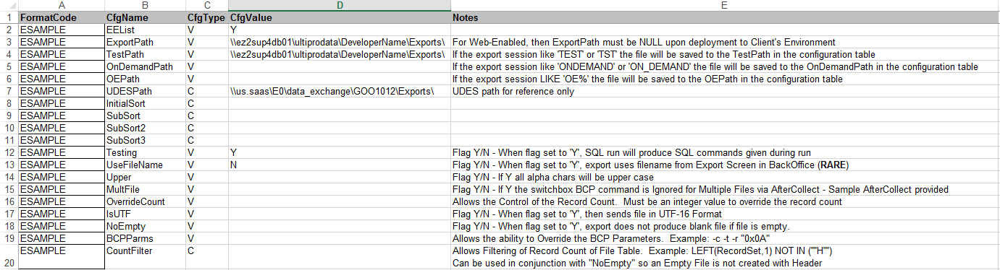 A B C D E
1 FormatCode CfgName CfgType CfgValue Notes
2 ESAMPLE EEList V Y
3 ESAMPLE ExportPath V \\ez2sup4db01\ultiprodata\DeveloperName\Exports\ For Web-Enabled, then ExportPath must be NULL upon deployment to Client's Environment
4 ESAMPLE TestPath V \\ez2sup4db01\ultiprodata\DeveloperName\Exports\ If the export session like 'TEST' or 'TST' the file will be saved to the TestPath in the configuration table
5 ESAMPLE OnDemandPath V If the export session like 'ONDEMAND' or 'ON_DEMAND' the file will be saved to the OnDemandPath in the configuration table
6 ESAMPLE OEPath V If the export session LIKE 'OE%' the file will be saved to the OEPath in the configuration table
7 ESAMPLE UDESPath C \\us.saas\E0\data_exchange\GOO1012\Exports\ UDES path for reference only
8 ESAMPLE InitialSort C
9 ESAMPLE SubSort C
10 ESAMPLE SubSort2 C
11 ESAMPLE SubSort3 C
12 ESAMPLE Testing V Y Flag Y/N - When flag set to 'Y', SQL run will produce SQL commands given during run
13 ESAMPLE UseFileName V N Flag Y/N - When flag set to 'Y', export uses filename from Export Screen in BackOffice (RARE)
14 ESAMPLE Upper V Flag Y/N - If Y all alpha chars will be upper case
15 ESAMPLE MultFile V Flag Y/N - If Y the switchbox BCP command is Ignored for Multiple Files via AfterCollect - Sample AfterCollect provided
16 ESAMPLE OverrideCount V Allows the Control of the Record Count. Must be an integer value to override the record count
17 ESAMPLE IsUTF V Flag Y/N - When flag set to 'Y', then sends file in UTF-16 Format
18 ESAMPLE NoEmpty V Flag Y/N - When flag set to 'Y', export does not produce blank file if file is empty.
19 ESAMPLE BCPParms V Allows the ability to Override the BCP Parameters. Example: -c -t -r "0x0A"
ESAMPLE CountFilter C Allows Filtering of Record Count of File Table. Example: LEFT(RecordSet,1) NOT IN (""H"")
20 Can be used in conjunction with "NoEmpty" so an Empty File is not created with Header